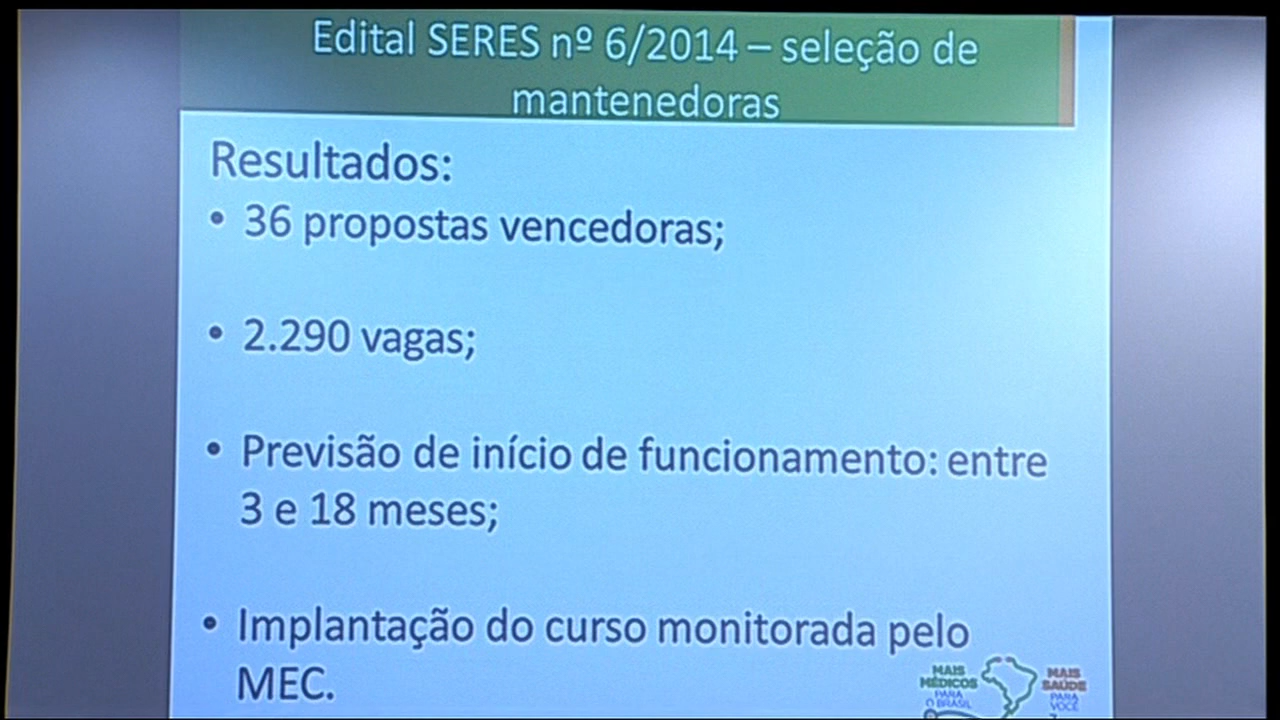 Edital SERES nº 6/2014 – seleção de
mantenedoras
Resultados:
• 36 propostas vencedoras;
• 2.290 vagas;
• Previsão de início de funcionamento: entre
3 e 18 meses;
• Implantação do curso monitorada pelo
MEC.
MAIS
MÉDICOS
PARA
O BRASIL
MAIS
SAÚDE
PARA
VOCÊ